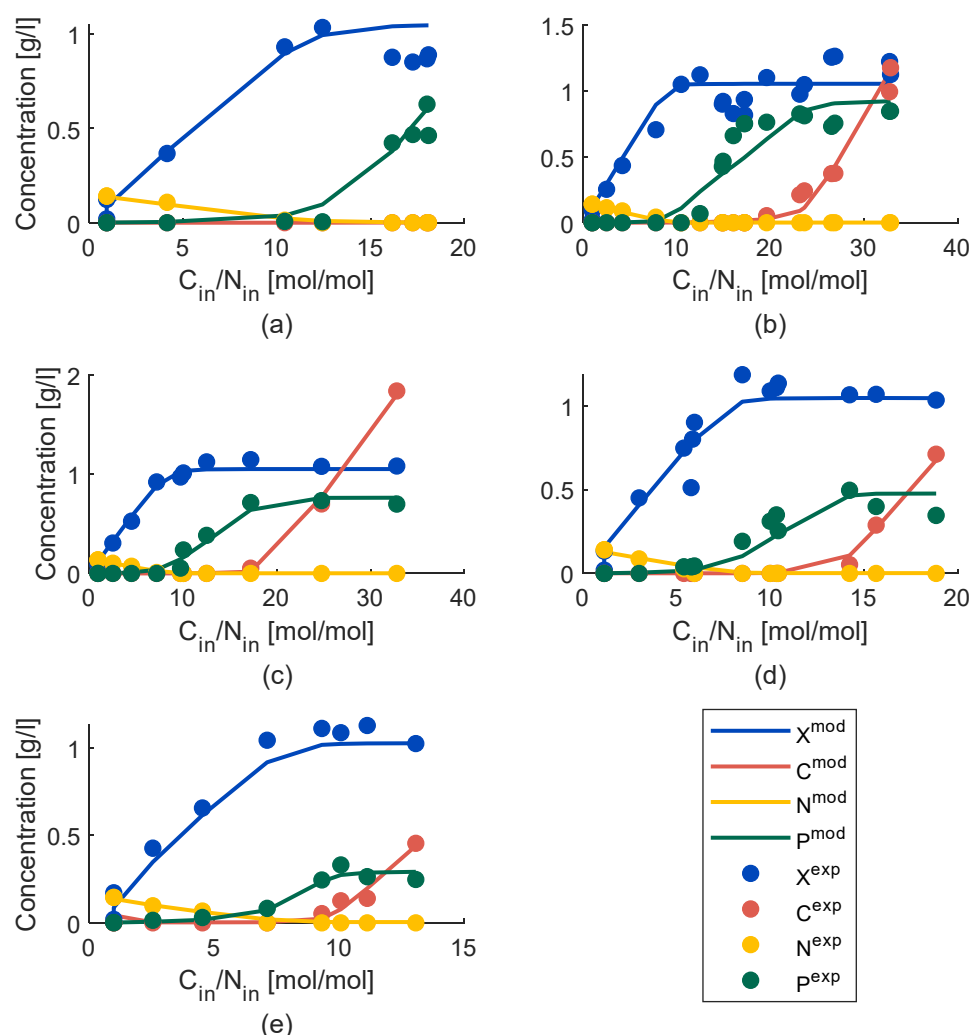 1
0.5
0
0 5 10 15 20
Concentration [g/l]
C_in/N_in [mol/mol]
(a)
1.5
1
0.5
0
0 10 20 30 40
C_in/N_in [mol/mol]
(b)
2
1
0
0 10 20 30 40
Concentration [g/l]
C_in/N_in [mol/mol]
(c)
1
0.5
0
0 5 10 15 20
C_in/N_in [mol/mol]
(d)
1
0.5
0
0 5 10 15
Concentration [g/l]
C_in/N_in [mol/mol]
(e)
X^mod
C^mod
N^mod
P^mod
X^exp
C^exp
N^exp
P^exp